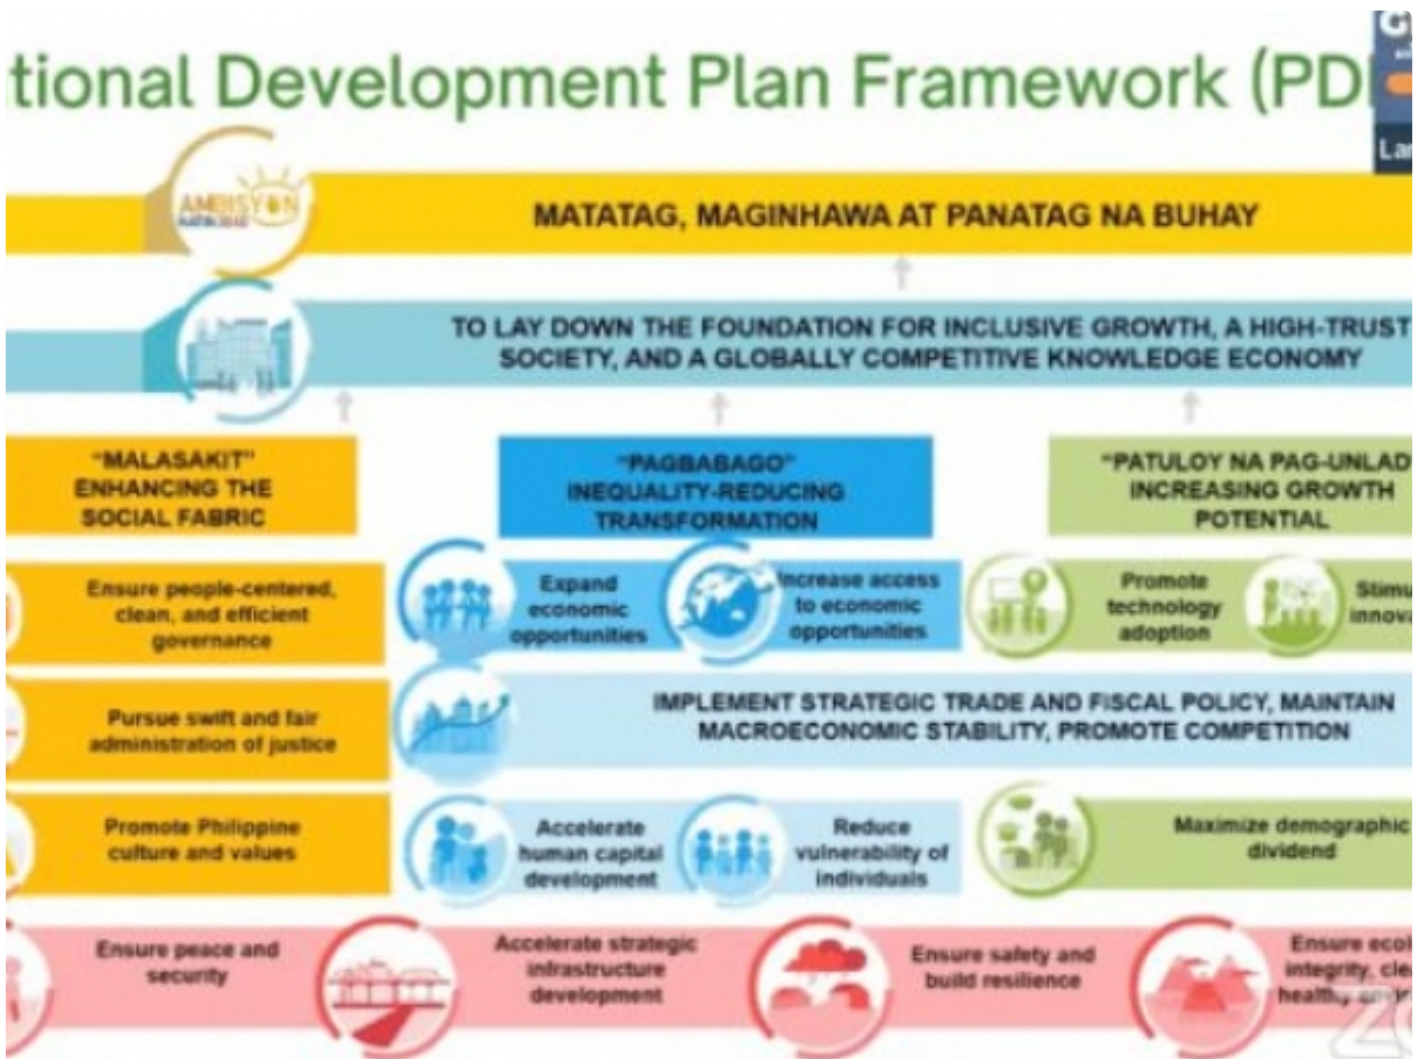 tional Development Plan Framework (PD
Lar
AMBISYON
MATATAG, MAGINHAWA AT PANATAG NA BUHAY
TO LAY DOWN THE FOUNDATION FOR INCLUSIVE GROWTH, A HIGH-TRUST
SOCIETY, AND A GLOBALLY COMPETITIVE KNOWLEDGE ECONOMY
"MALASAKIT"
ENHANCING THE
SOCIAL FABRIC
"PAGBABAGO"
INEQUALITY-REDUCING
TRANSFORMATION
"PATULOY NA PAG-UNLAD"
INCREASING GROWTH
POTENTIAL
Ensure people-centered,
clean, and efficient
governance
Expand
economic
opportunities
Increase access
to economic
opportunities
Promote
technology
adoption
Stimu
innova
Pursue swift and fair
administration of justice
IMPLEMENT STRATEGIC TRADE AND FISCAL POLICY, MAINTAIN
MACROECONOMIC STABILITY, PROMOTE COMPETITION
Promote Philippine
culture and values
Accelerate
human capital
development
Reduce
vulnerability of
individuals
Maximize demographic
dividend
Ensure peace and
security
Accelerate strategic
infrastructure
development
Ensure safety and
build resilience
Ensure ecol
integrity, clea
healthy